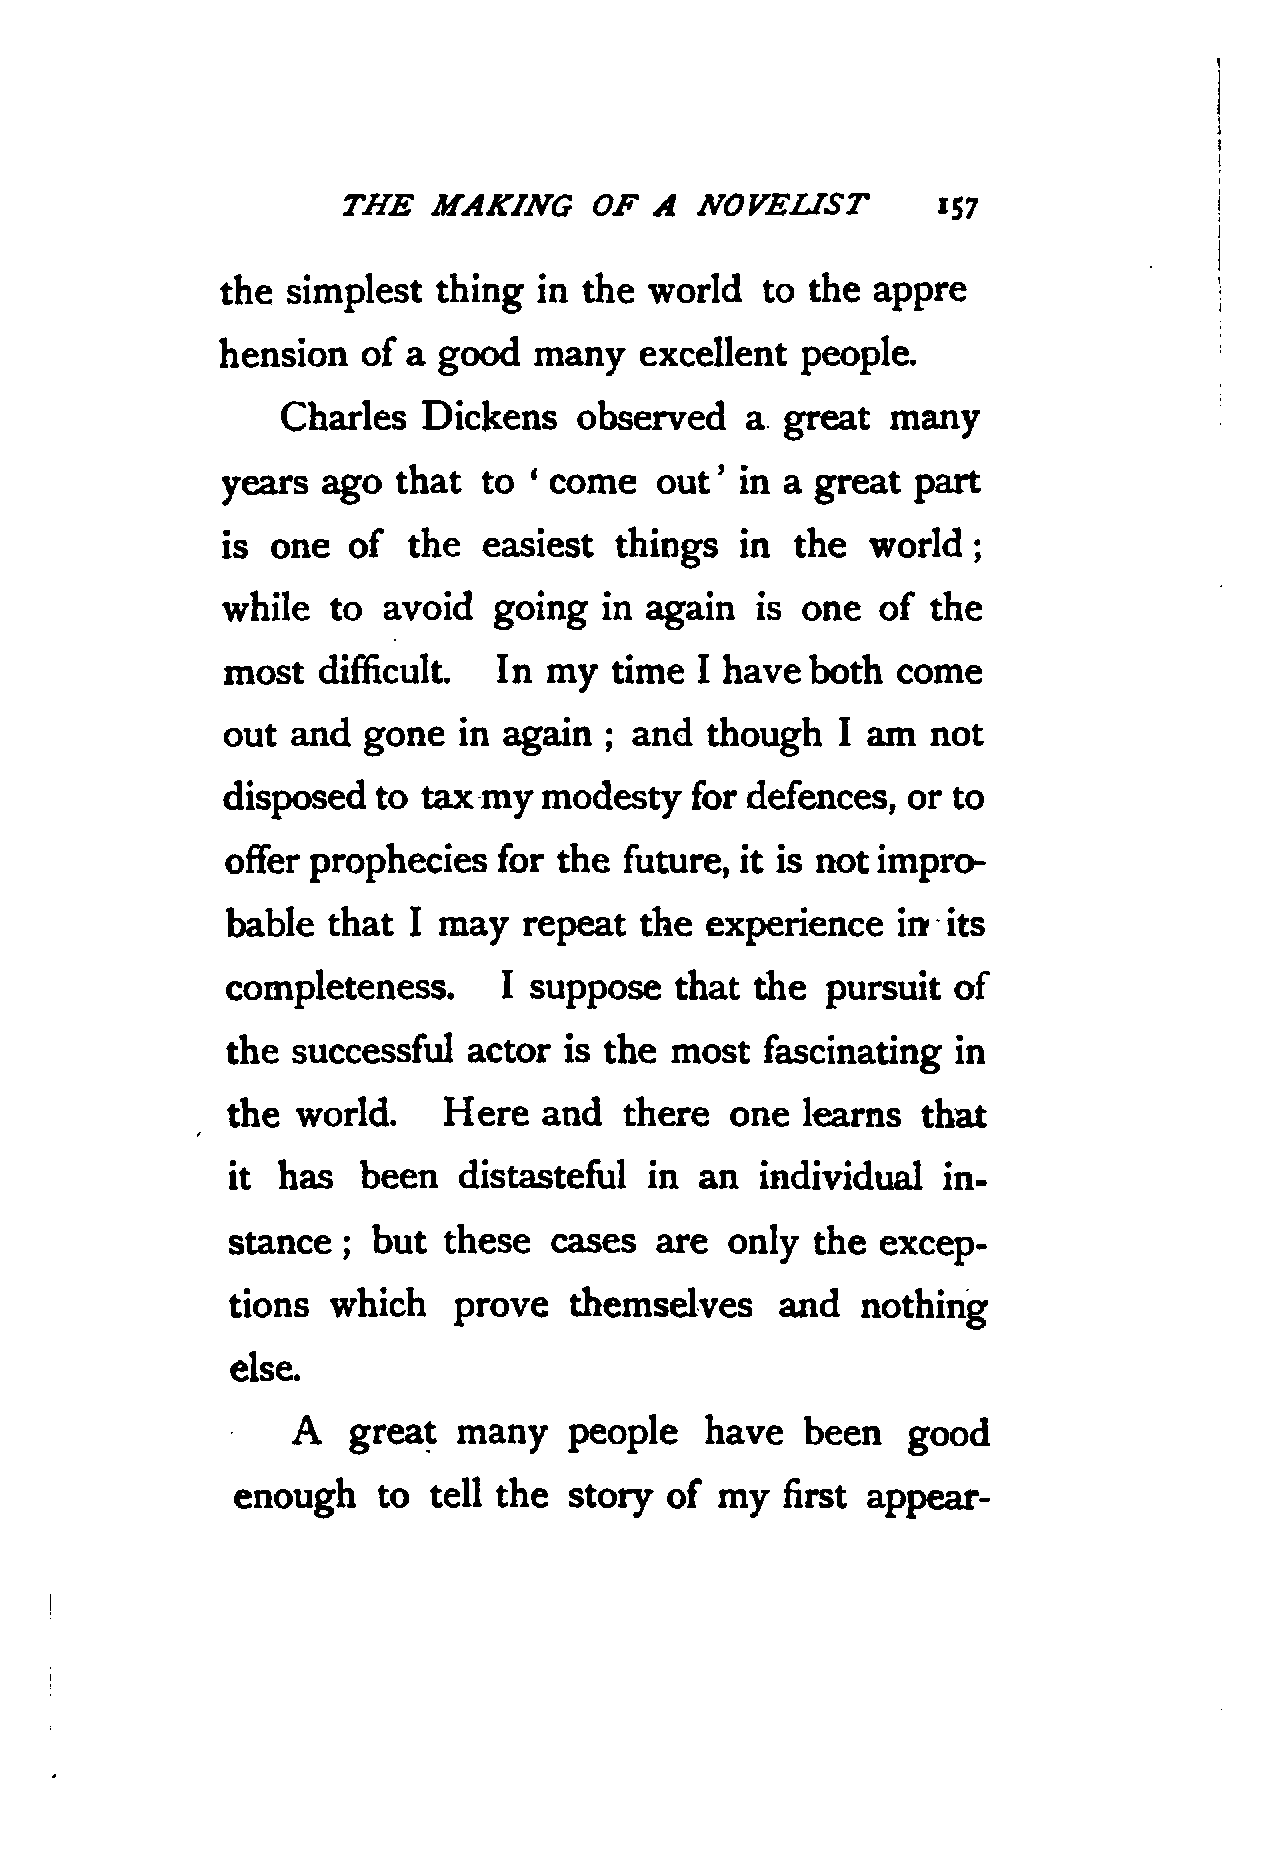 THE MAKING OF A NOVELIST 157
the simplest thing in the world to the appre
hension of a good many excellent people.
Charles Dickens observed a great many
years ago that to ‘ come out ’ in a great part
is one of the easiest things in the world ;
while to avoid going in again is one of the
most difficult. In my time I have both come
out and gone in again ; and though I am not
disposed to tax my modesty for defences, or to
offer prophecies for the future, it is not impro-
bable that I may repeat the experience in its
completeness. I suppose that the pursuit of
the successful actor is the most fascinating in
the world. Here and there one learns that
it has been distasteful in an individual in-
stance ; but these cases are only the excep-
tions which prove themselves and nothing
else.
A great many people have been good
enough to tell the story of my first appear-